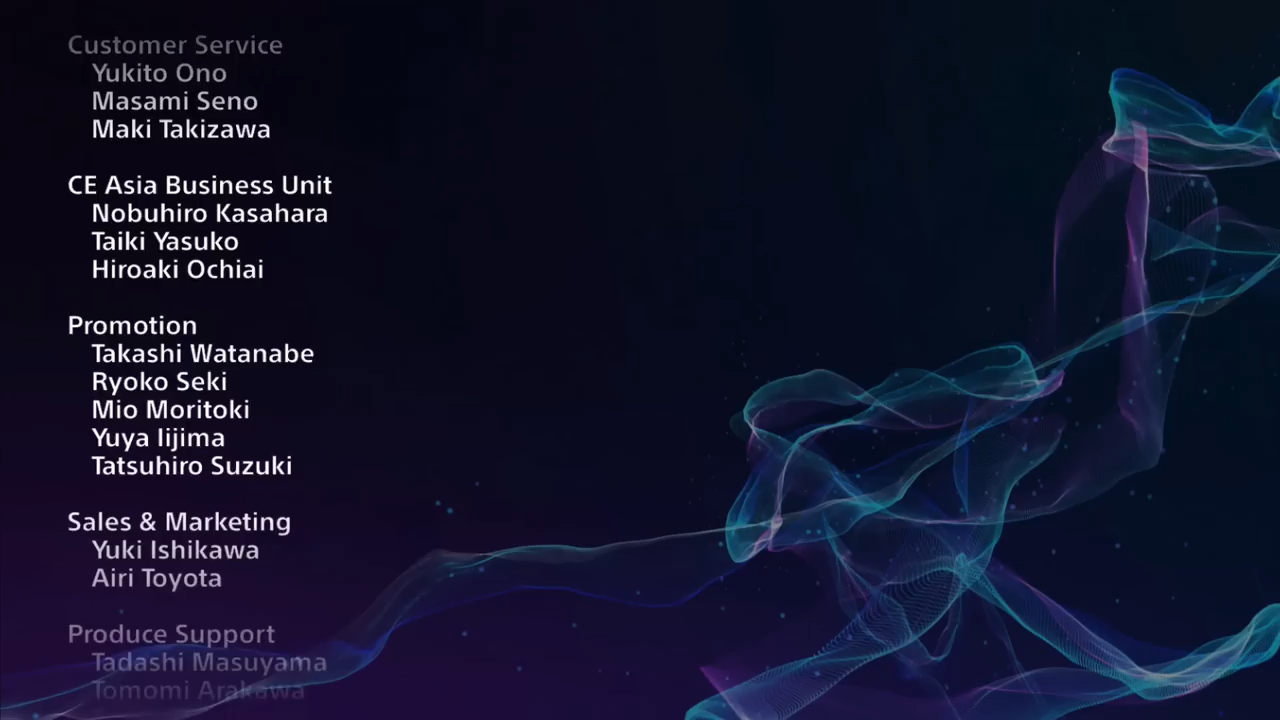 Customer Service
Yukito Ono
Masami Seno
Maki Takizawa
CE Asia Business Unit
Nobuhiro Kasahara
Taiki Yasuko
Hiroaki Ochiai
Promotion
Takashi Watanabe
Ryoko Seki
Mio Moritoki
Yuya Iijima
Tatsuhiro Suzuki
Sales & Marketing
Yuki Ishikawa
Airi Toyota
Produce Support
Tadashi Masuyama
Tomomi Arakawa